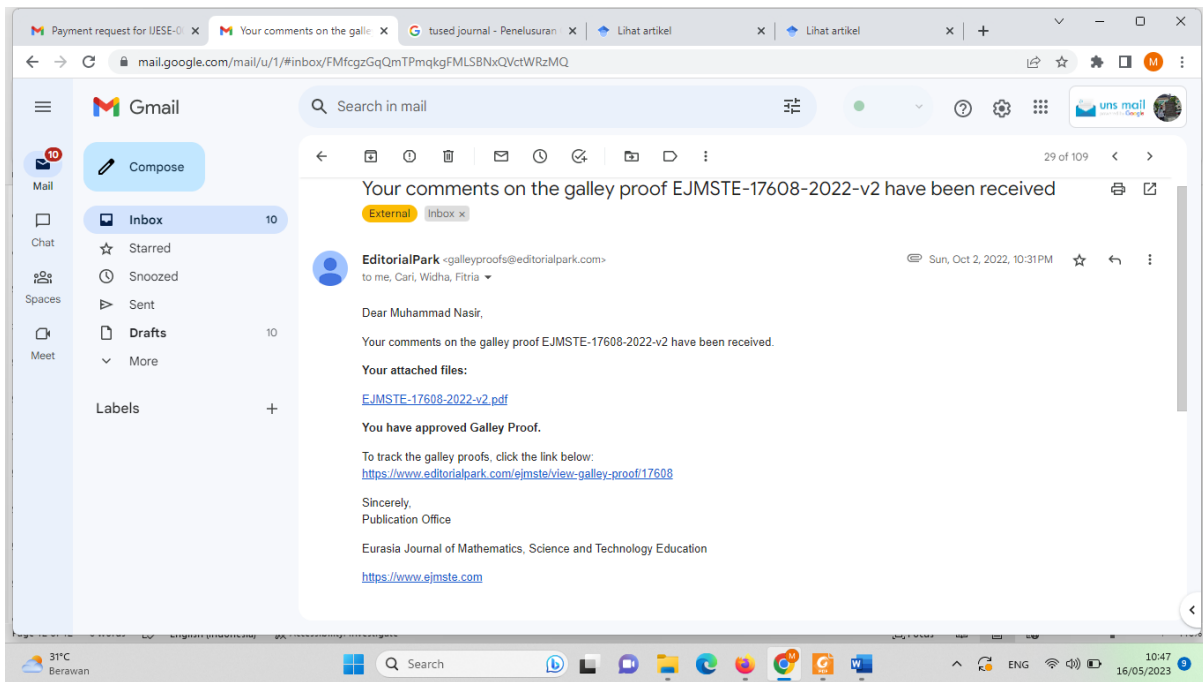 Payment request for IJESE-0
Your comments on the galle
tused journal - Penelusuran
Lihat artikel
Lihat artikel
mail.google.com/mail/u/1/#inbox/FMfcgzGqQmTPmqkgFMLSBNxQVctWRzMQ
M
Gmail
Search in mail
uns mail
10
Mail
Chat
Spaces
Meet
Compose
Inbox 10
Starred
Snoozed
Sent
Drafts 10
More
Labels
29 of 109
Your comments on the galley proof EJMSTE-17608-2022-v2 have been received
External Inbox x
EditorialPark <galleyproofs@editorialpark.com>
Sun, Oct 2, 2022, 10:31 PM
to me, Cari, Widha, Fitria
Dear Muhammad Nasir,
Your comments on the galley proof EJMSTE-17608-2022-v2 have been received.
Your attached files:
EJMSTE-17608-2022-v2.pdf
You have approved Galley Proof.
To track the galley proofs, click the link below:
https://www.editorialpark.com/ejmste/view-galley-proof/17608
Sincerely,
Publication Office
Eurasia Journal of Mathematics, Science and Technology Education
https://www.ejmste.com
31°C
Berawan
Search
ENG
10:47
16/05/2023
9